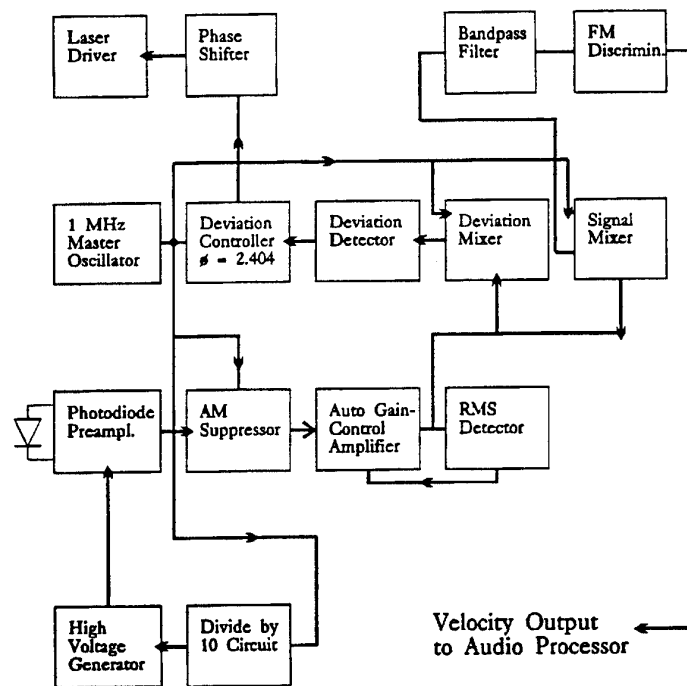 Laser
Driver
Phase
Shifter
Bandpass
Filter
FM
Discrimin.
1 MHz
Master
Oscillator
Deviation
Controller
ø = 2.404
Deviation
Detector
Deviation
Mixer
Signal
Mixer
Photodiode
Preampl.
AM
Suppressor
Auto Gain-
Control
Amplifier
RMS
Detector
High
Voltage
Generator
Divide by
10 Circuit
Velocity Output
to Audio Processor